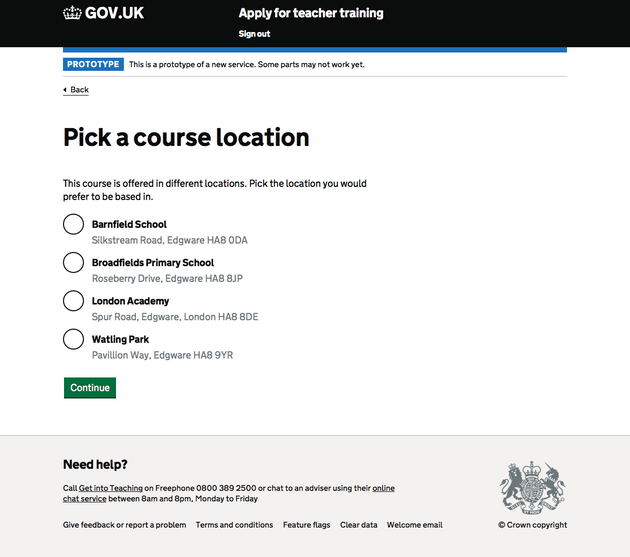 GOV.UK
Apply for teacher training
Sign out
PROTOTYPE This is a prototype of a new service. Some parts may not work yet.
Back
Pick a course location
This course is offered in different locations. Pick the location you would
prefer to be based in.
Barnfield School
Silkstream Road, Edgware HA8 0DA
Broadfields Primary School
Roseberry Drive, Edgware HA8 8JP
London Academy
Spur Road, Edgware, London HA8 8DE
Watling Park
Pavillion Way, Edgware HA8 9YR
Continue
Need help?
Call Get into Teaching on Freephone 0800 389 2500 or chat to an adviser using their online
chat service between 8am and 8pm, Monday to Friday
Give feedback or report a problem Terms and conditions Feature flags Clear data Welcome email
© Crown copyright